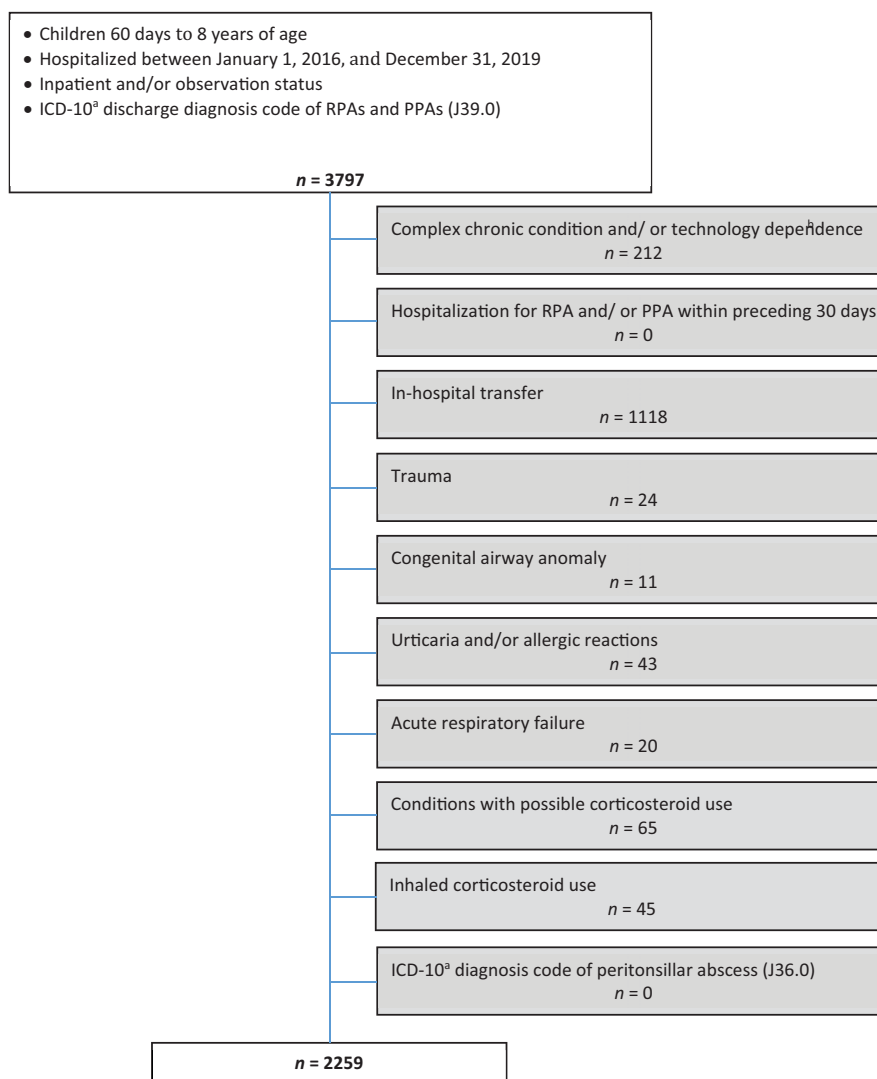 • Children 60 days to 8 years of age
• Hospitalized between January 1, 2016, and December 31, 2019
• Inpatient and/or observation status
• ICD-10ᵃ discharge diagnosis code of RPAs and PPAs (J39.0)
n = 3797
Complex chronic condition and/ or technology dependenceᵇ
n = 212
Hospitalization for RPA and/ or PPA within preceding 30 days
n = 0
In-hospital transfer
n = 1118
Trauma
n = 24
Congenital airway anomaly
n = 11
Urticaria and/or allergic reactions
n = 43
Acute respiratory failure
n = 20
Conditions with possible corticosteroid use
n = 65
Inhaled corticosteroid use
n = 45
ICD-10ᵃ diagnosis code of peritonsillar abscess (J36.0)
n = 0
n = 2259